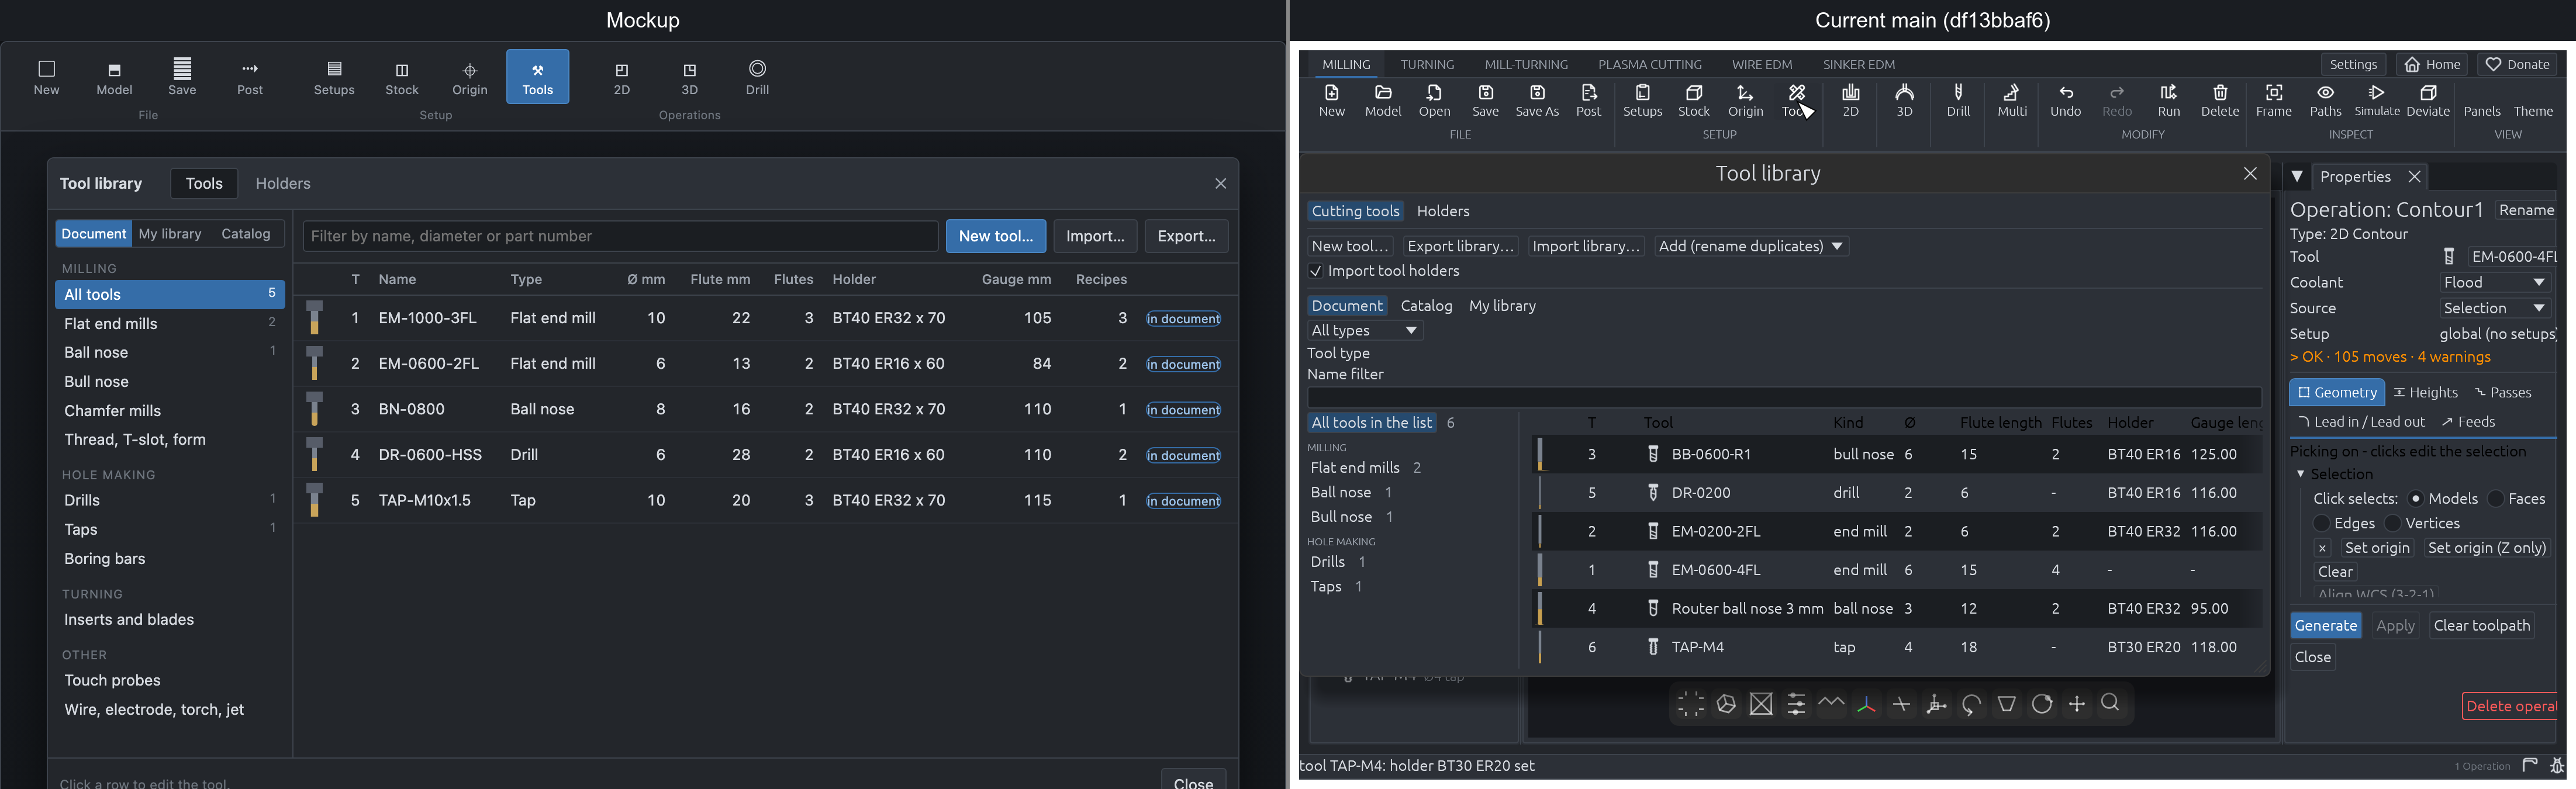 Mockup
New
Model
Save
Post
Setups
Stock
Origin
Tools
2D
3D
Drill
File
Setup
Operations
Tool library
Tools
Holders
Document
My library
Catalog
Filter by name, diameter or part number
New tool...
Import...
Export...
MILLING
All tools 5
Flat end mills 2
Ball nose 1
Bull nose
Chamfer mills
Thread, T-slot, form
HOLE MAKING
Drills 1
Taps 1
Boring bars
TURNING
Inserts and blades
OTHER
Touch probes
Wire, electrode, torch, jet
T Name Type Ø mm Flute mm Flutes Holder Gauge mm Recipes
1 EM-1000-3FL Flat end mill 10 22 3 BT40 ER32 x 70 105 3 in document
2 EM-0600-2FL Flat end mill 6 13 2 BT40 ER16 x 60 84 2 in document
3 BN-0800 Ball nose 8 16 2 BT40 ER32 x 70 110 1 in document
4 DR-0600-HSS Drill 6 28 2 BT40 ER16 x 60 110 2 in document
5 TAP-M10x1.5 Tap 10 20 3 BT40 ER32 x 70 115 1 in document
Click a row to edit the tool.
Close
Current main (df13bbaf6)
MILLING TURNING MILL-TURNING PLASMA CUTTING WIRE EDM SINKER EDM
Settings Home Donate
New Model Open Save Save As Post Setups Stock Origin Tool 2D 3D Drill Multi Undo Redo Run Delete Frame Paths Simulate Deviate Panels Theme
FILE SETUP MODIFY INSPECT VIEW
Tool library
Cutting tools Holders
New tool... Export library... Import library... Add (rename duplicates)
Import tool holders
Document Catalog My library
All types
Tool type
Name filter
All tools in the list 6
MILLING
Flat end mills 2
Ball nose 1
Bull nose 1
HOLE MAKING
Drills 1
Taps 1
T Tool Kind Ø Flute length Flutes Holder Gauge len
3 BB-0600-R1 bull nose 6 15 2 BT40 ER16 125.00
5 DR-0200 drill 2 6 - BT40 ER16 116.00
2 EM-0200-2FL end mill 2 6 2 BT40 ER32 116.00
1 EM-0600-4FL end mill 6 15 4 - -
4 Router ball nose 3 mm ball nose 3 12 2 BT40 ER32 95.00
6 TAP-M4 tap 4 18 - BT30 ER20 118.00
TAP-M4 Ø4 tap
Properties
Operation: Contour1 Rename
Type: 2D Contour
Tool EM-0600-4FL
Coolant Flood
Source Selection
Setup global (no setups)
> OK · 105 moves · 4 warnings
Geometry Heights Passes
Lead in / Lead out Feeds
Picking on - clicks edit the selection
Selection
Click selects: Models Faces
Edges Vertices
× Set origin Set origin (Z only)
Clear
Align WCS (3-2-1)
Generate Apply Clear toolpath
Close
Delete opera
tool TAP-M4: holder BT30 ER20 set
1 Operation